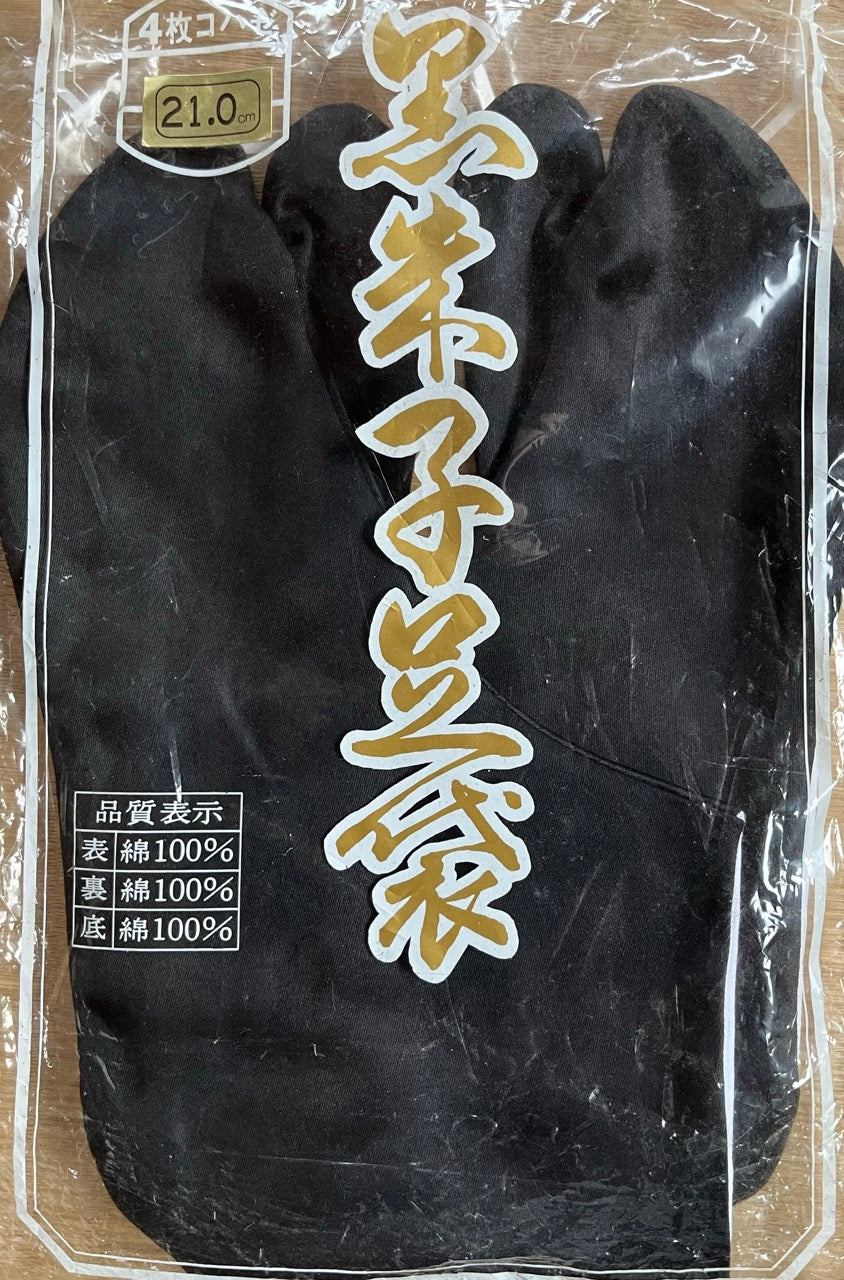 4枚コハゼ
21.0cm
黒朱子足袋
品質表示
表 綿100%
裏 綿100%
底 綿100%